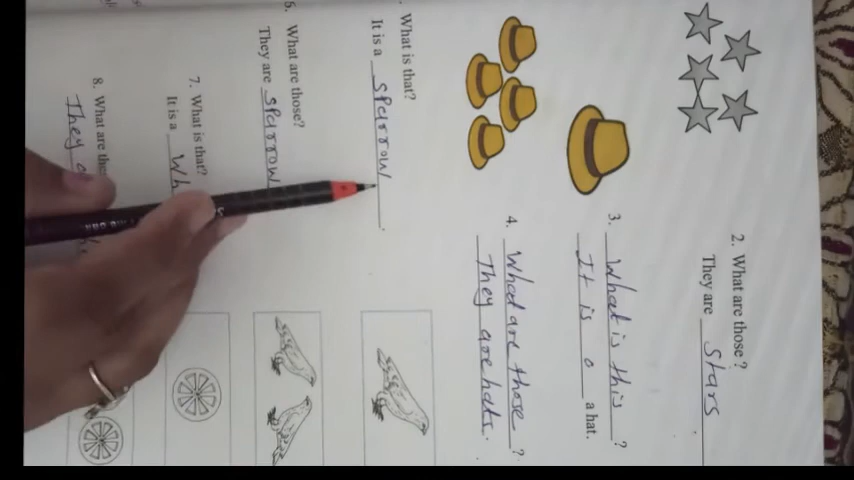 2. What are those?
They are Stars
3. What is this?
It is o a hat.
4. What are those?
They are hats.
. What is that?
It is a Sparrow.
6. What are those?
They are sparrow
7. What is that?
It is a Wh
8. What are the
They